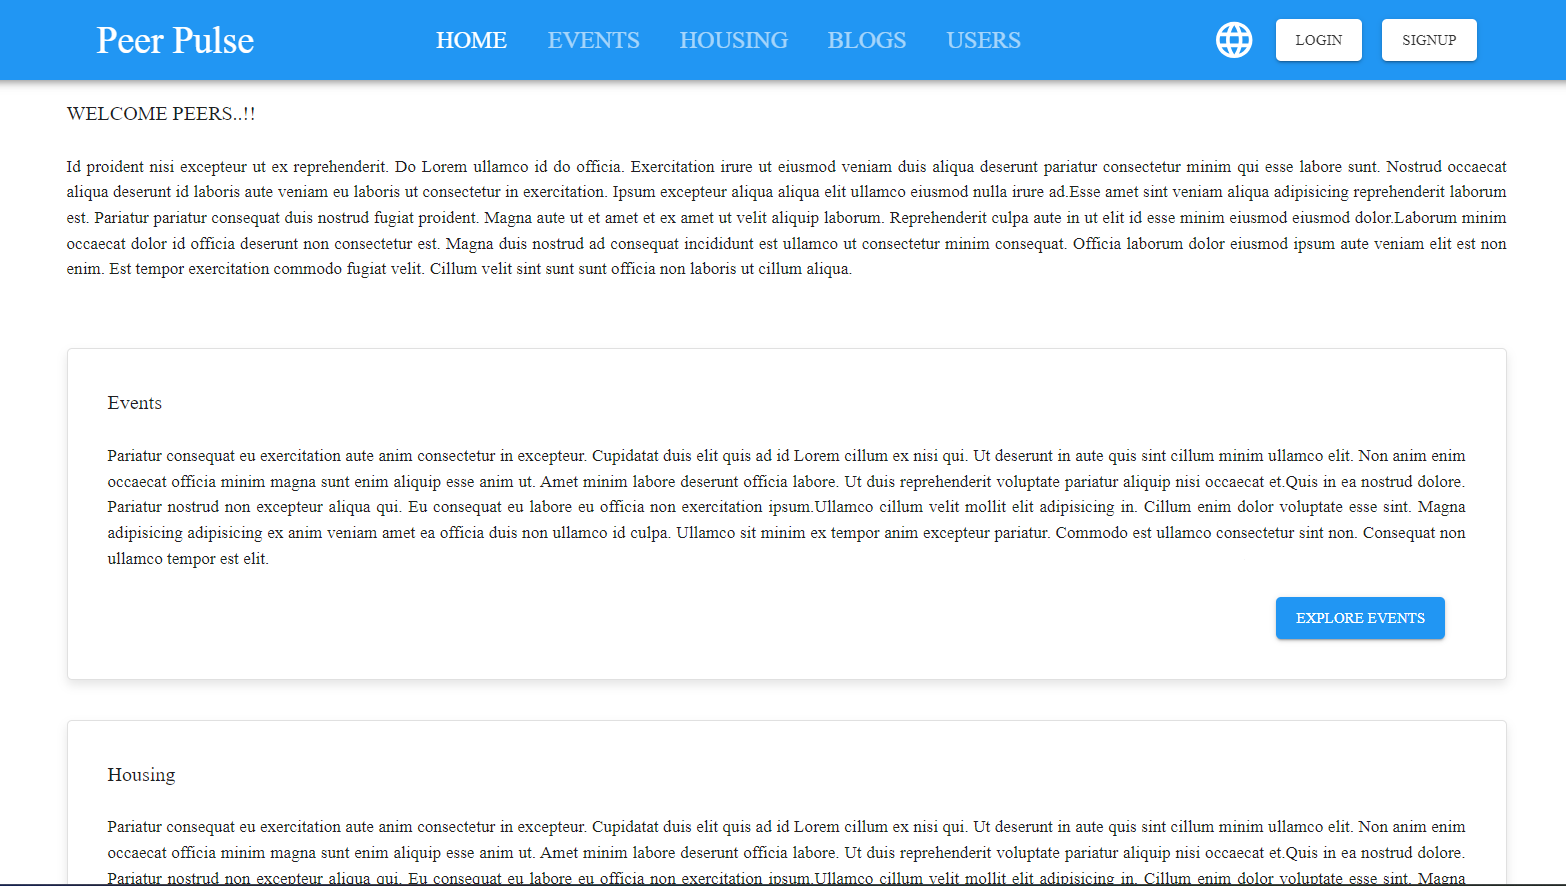 Peer Pulse HOME EVENTS HOUSING BLOGS USERS LOGIN SIGNUP
WELCOME PEERS..!!
Id proident nisi excepteur ut ex reprehenderit. Do Lorem ullamco id do officia. Exercitation irure ut eiusmod veniam duis aliqua deserunt pariatur consectetur minim qui esse labore sunt. Nostrud occaecat
aliqua deserunt id laboris aute veniam eu laboris ut consectetur in exercitation. Ipsum excepteur aliqua aliqua elit ullamco eiusmod nulla irure ad.Esse amet sint veniam aliqua adipisicing reprehenderit laborum
est. Pariatur pariatur consequat duis nostrud fugiat proident. Magna aute ut et amet et ex amet ut velit aliquip laborum. Reprehenderit culpa aute in ut elit id esse minim eiusmod eiusmod dolor.Laborum minim
occaecat dolor id officia deserunt non consectetur est. Magna duis nostrud ad consequat incididunt est ullamco ut consectetur minim consequat. Officia laborum dolor eiusmod ipsum aute veniam elit est non
enim. Est tempor exercitation commodo fugiat velit. Cillum velit sint sunt sunt officia non laboris ut cillum aliqua.
Events
Pariatur consequat eu exercitation aute anim consectetur in excepteur. Cupidatat duis elit quis ad id Lorem cillum ex nisi qui. Ut deserunt in aute quis sint cillum minim ullamco elit. Non anim enim
occaecat officia minim magna sunt enim aliquip esse anim ut. Amet minim labore deserunt officia labore. Ut duis reprehenderit voluptate pariatur aliquip nisi occaecat et.Quis in ea nostrud dolore.
Pariatur nostrud non excepteur aliqua qui. Eu consequat eu labore eu officia non exercitation ipsum.Ullamco cillum velit mollit elit adipisicing in. Cillum enim dolor voluptate esse sint. Magna
adipisicing adipisicing ex anim veniam amet ea officia duis non ullamco id culpa. Ullamco sit minim ex tempor anim excepteur pariatur. Commodo est ullamco consectetur sint non. Consequat non
ullamco tempor est elit.
EXPLORE EVENTS
Housing
Pariatur consequat eu exercitation aute anim consectetur in excepteur. Cupidatat duis elit quis ad id Lorem cillum ex nisi qui. Ut deserunt in aute quis sint cillum minim ullamco elit. Non anim enim
occaecat officia minim magna sunt enim aliquip esse anim ut. Amet minim labore deserunt officia labore. Ut duis reprehenderit voluptate pariatur aliquip nisi occaecat et.Quis in ea nostrud dolore.
Pariatur nostrud non excepteur aliqua qui. Eu consequat eu labore eu officia non exercitation ipsum.Ullamco cillum velit mollit elit adipisicing in. Cillum enim dolor voluptate esse sint. Magna